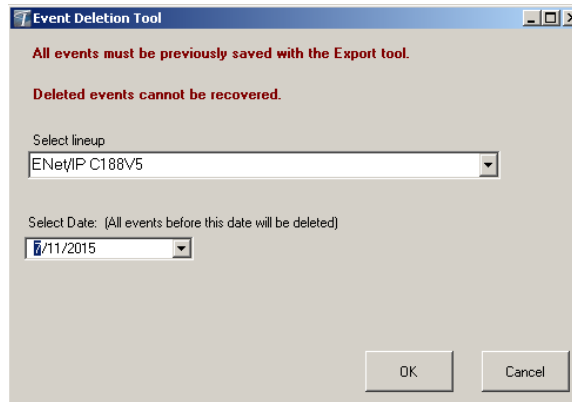 Event Deletion Tool
All events must be previously saved with the Export tool.
Deleted events cannot be recovered.
Select lineup
ENet/IP C188V5
Select Date: (All events before this date will be deleted)
7/11/2015
OK Cancel